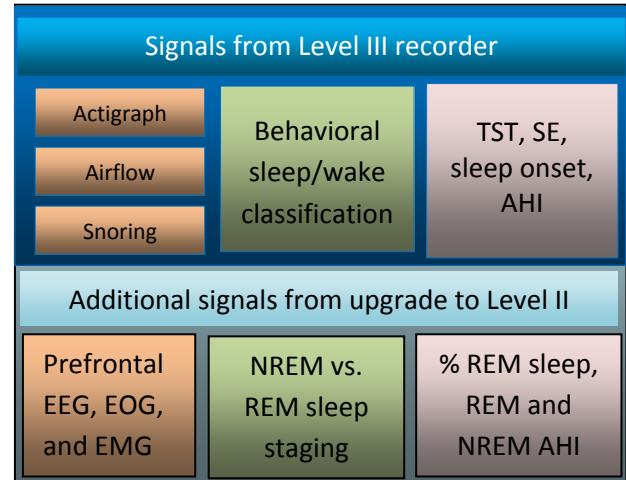 Signals from Level III recorder
Actigraph
Airflow
Snoring
Behavioral
sleep/wake
classification
TST, SE,
sleep onset,
AHI
Additional signals from upgrade to Level II
Prefrontal
EEG, EOG,
and EMG
NREM vs.
REM sleep
staging
% REM sleep,
REM and
NREM AHI